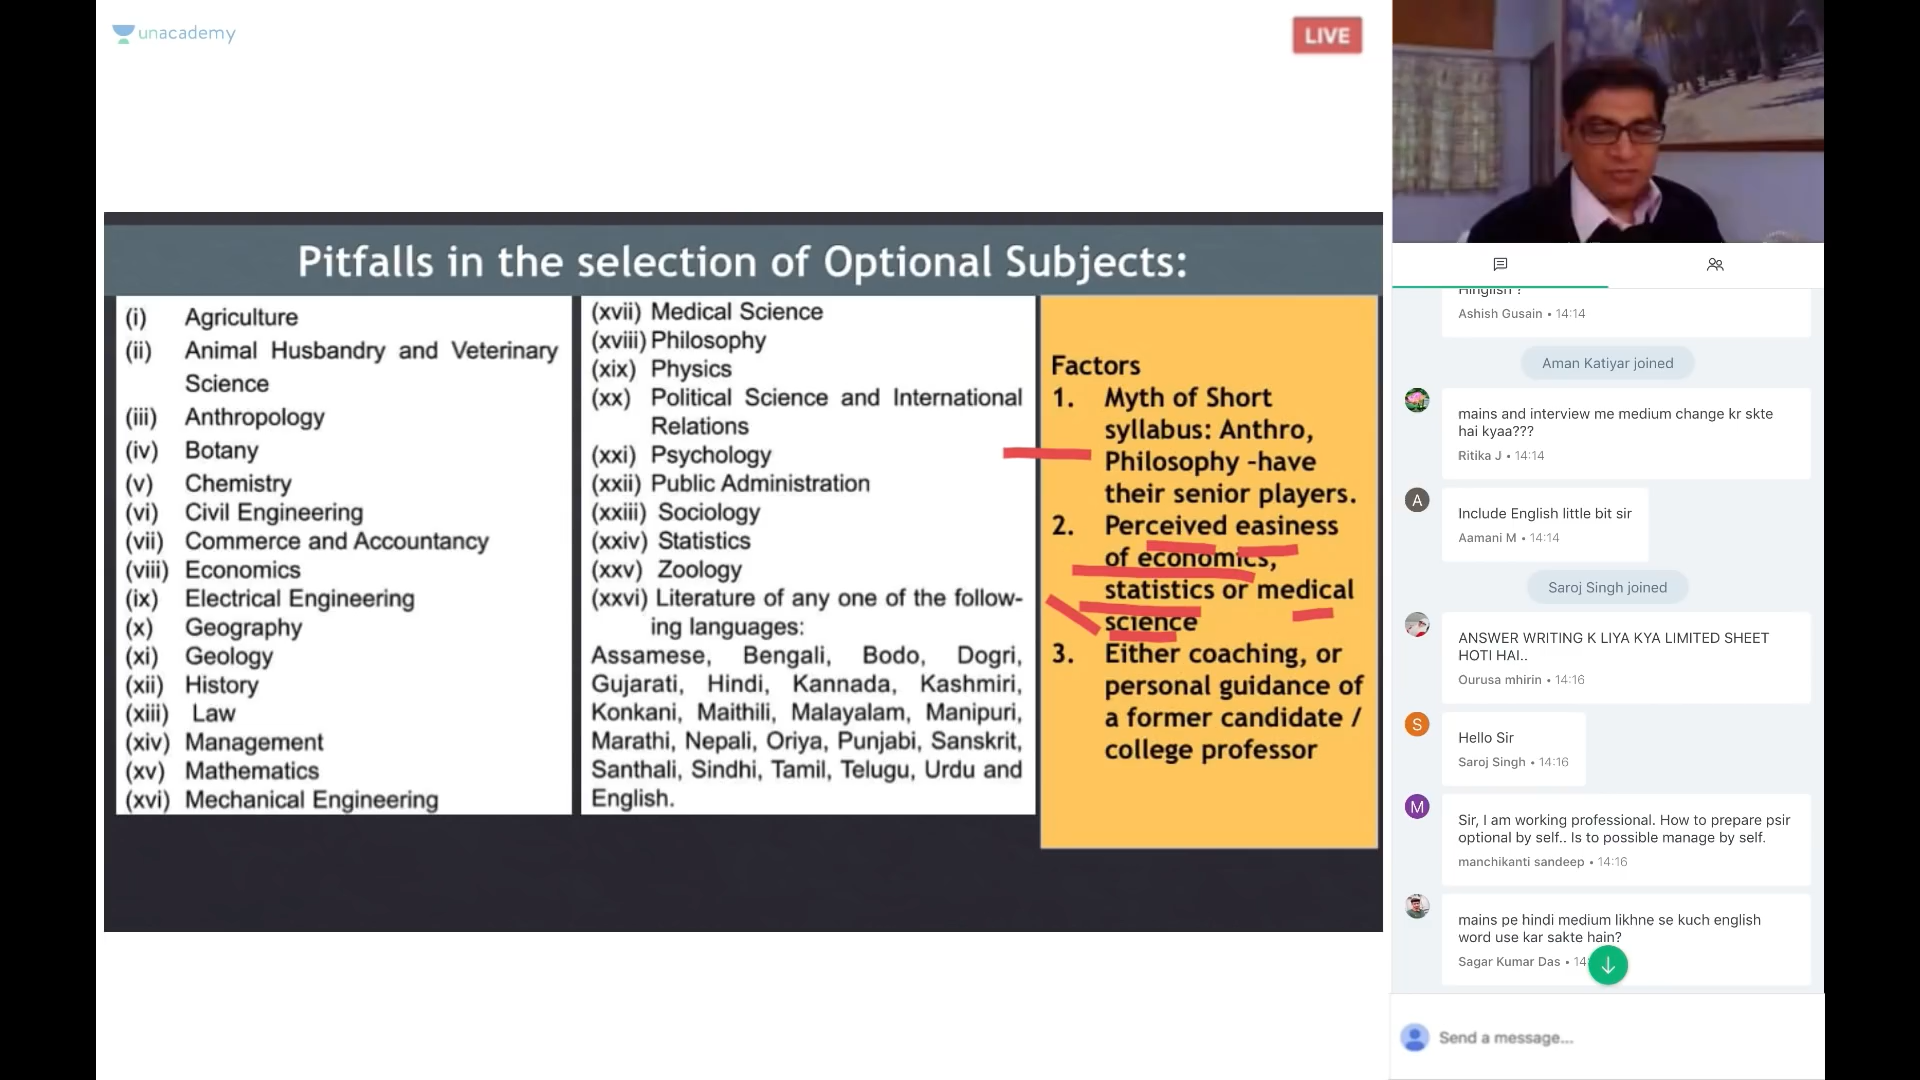 unacademy
LIVE
Pitfalls in the selection of Optional Subjects:
(i) Agriculture
(ii) Animal Husbandry and Veterinary
Science
(iii) Anthropology
(iv) Botany
(v) Chemistry
(vi) Civil Engineering
(vii) Commerce and Accountancy
(viii) Economics
(ix) Electrical Engineering
(x) Geography
(xi) Geology
(xii) History
(xiii) Law
(xiv) Management
(xv) Mathematics
(xvi) Mechanical Engineering
(xvii) Medical Science
(xviii) Philosophy
(xix) Physics
(xx) Political Science and International
Relations
(xxi) Psychology
(xxii) Public Administration
(xxiii) Sociology
(xxiv) Statistics
(xxv) Zoology
(xxvi) Literature of any one of the follow-
ing languages:
Assamese, Bengali, Bodo, Dogri,
Gujarati, Hindi, Kannada, Kashmiri,
Konkani, Maithili, Malayalam, Manipuri,
Marathi, Nepali, Oriya, Punjabi, Sanskrit,
Santhali, Sindhi, Tamil, Telugu, Urdu and
English.
Factors
1. Myth of Short
syllabus: Anthro,
Philosophy -have
their senior players.
2. Perceived easiness
of economics,
statistics or medical
science
3. Either coaching, or
personal guidance of
a former candidate /
college professor
Hinglish ?
Ashish Gusain • 14:14
Aman Katiyar joined
mains and interview me medium change kr skte
hai kyaa???
Ritika J • 14:14
A
Include English little bit sir
Aamani M • 14:14
Saroj Singh joined
ANSWER WRITING K LIYA KYA LIMITED SHEET
HOTI HAI..
Ourusa mhirin • 14:16
S
Hello Sir
Saroj Singh • 14:16
M
Sir, I am working professional. How to prepare psir
optional by self.. Is to possible manage by self.
manchikanti sandeep • 14:16
mains pe hindi medium likhne se kuch english
word use kar sakte hain?
Sagar Kumar Das • 14:
Send a message...